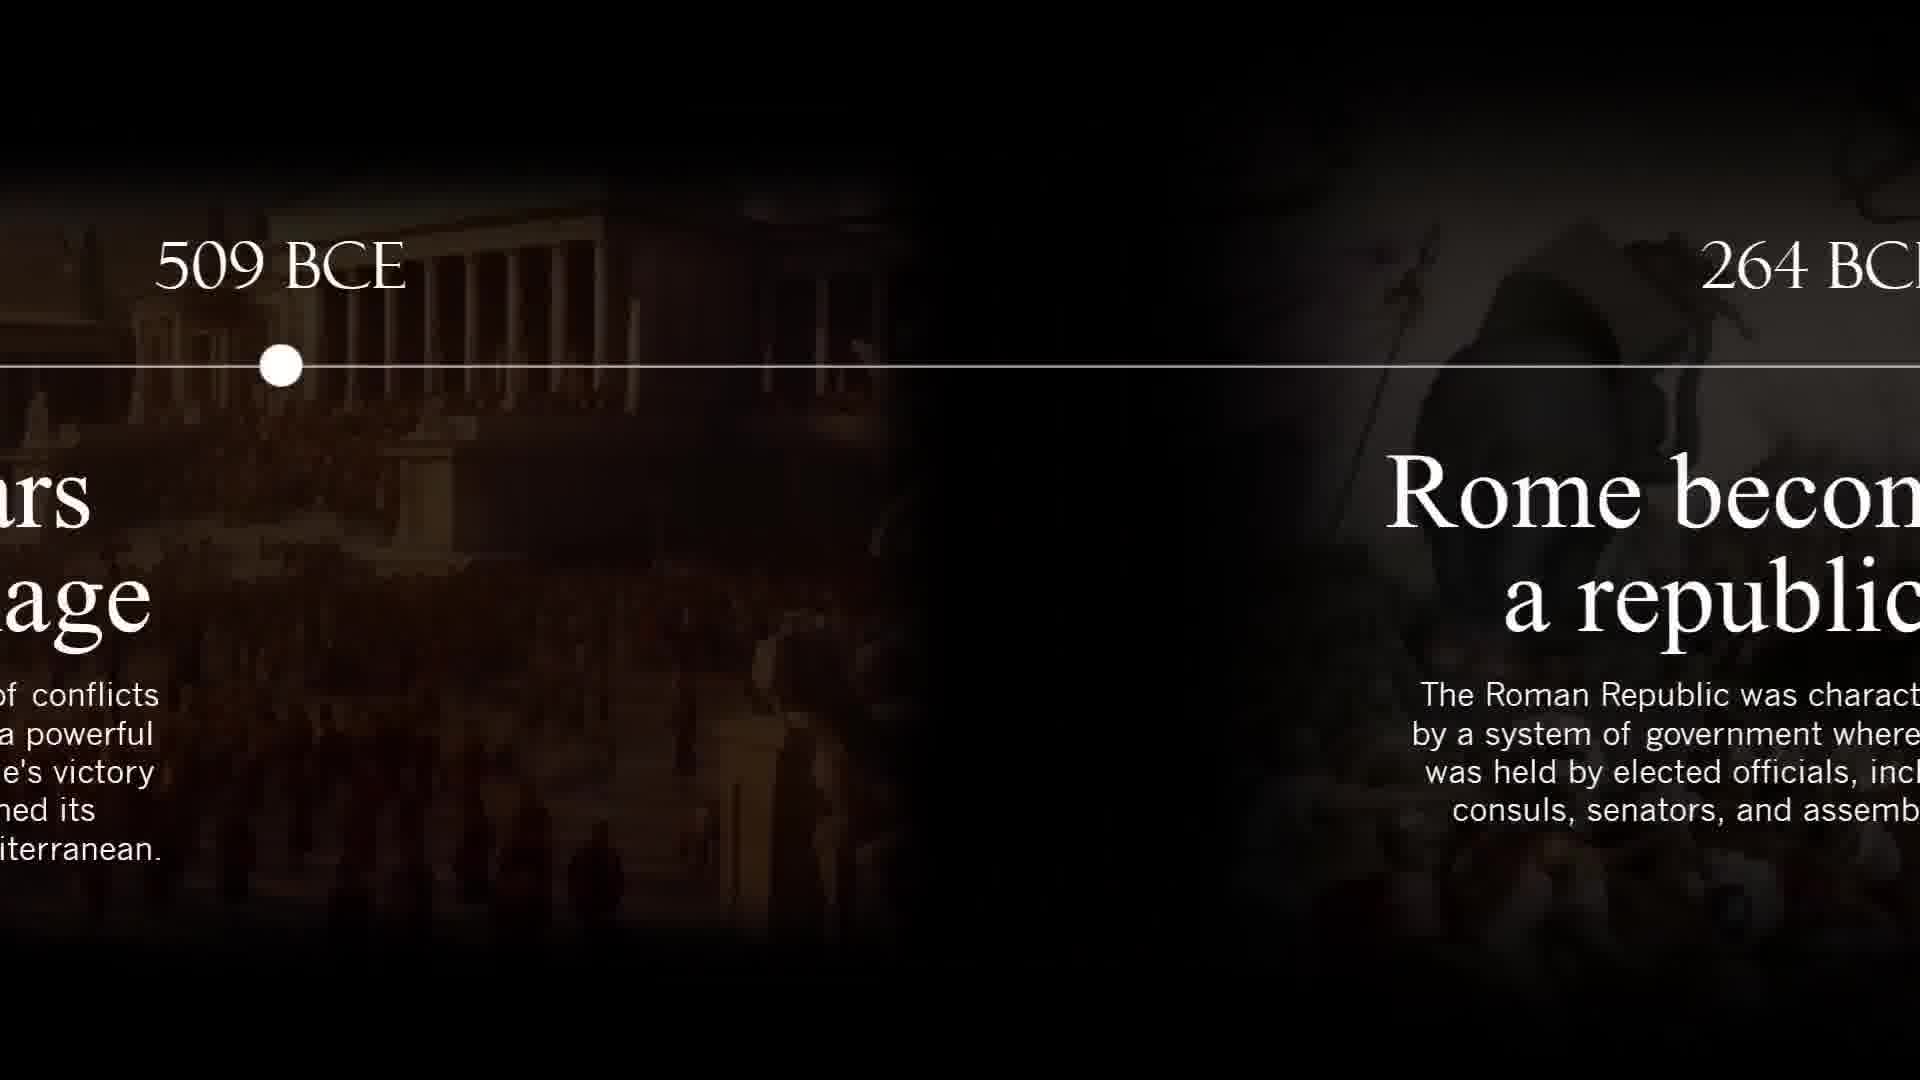 509 BCE
ars
age
of conflicts
a powerful
e's victory
ned its
iterranean.
264 BC
Rome becom
a republic
The Roman Republic was charact
by a system of government where
was held by elected officials, incl
consuls, senators, and assemb